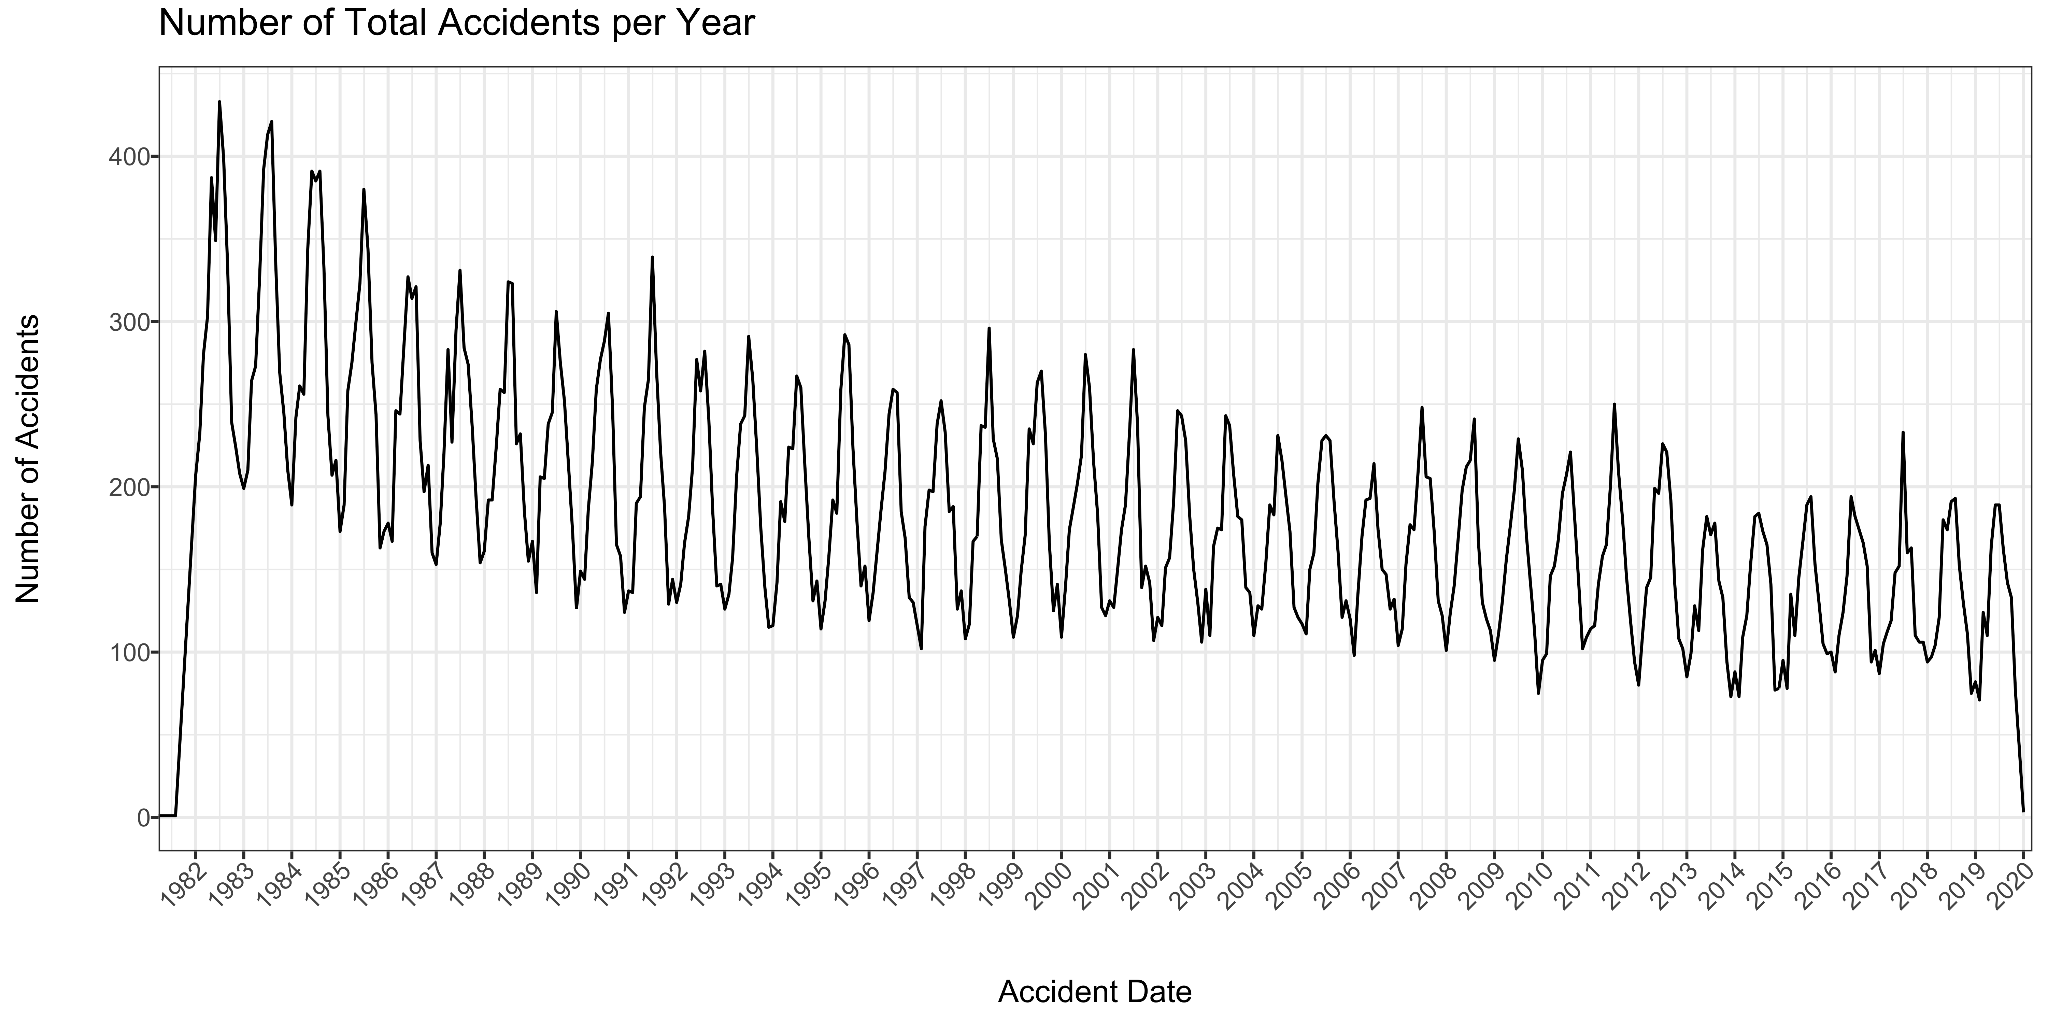 Number of Total Accidents per Year
Number of Accidents
400
300
200
100
0
1982 1983 1984 1985 1986 1987 1988 1989 1990 1991 1992 1993 1994 1995 1996 1997 1998 1999 2000 2001 2002 2003 2004 2005 2006 2007 2008 2009 2010 2011 2012 2013 2014 2015 2016 2017 2018 2019 2020
Accident Date